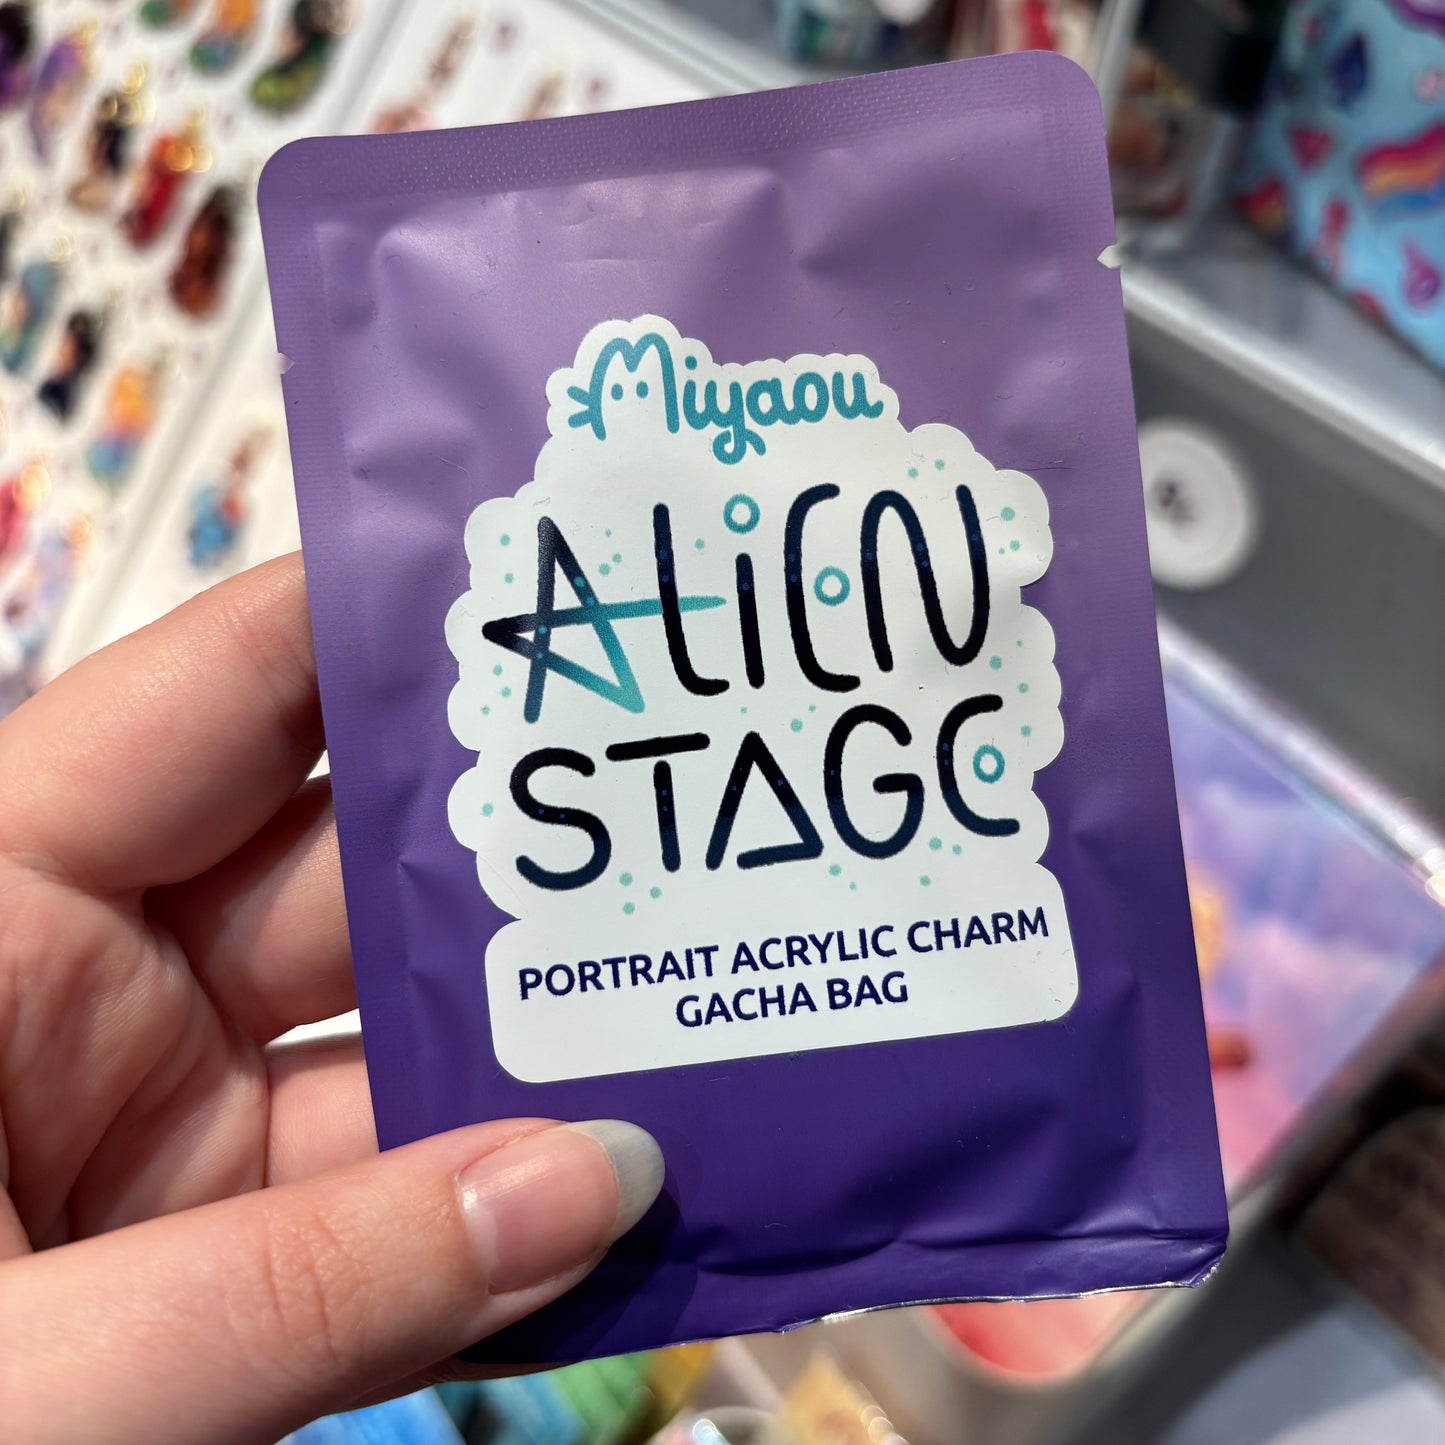 Miyaou
ALIEN
STAGE
PORTRAIT ACRYLIC CHARM
GACHA BAG